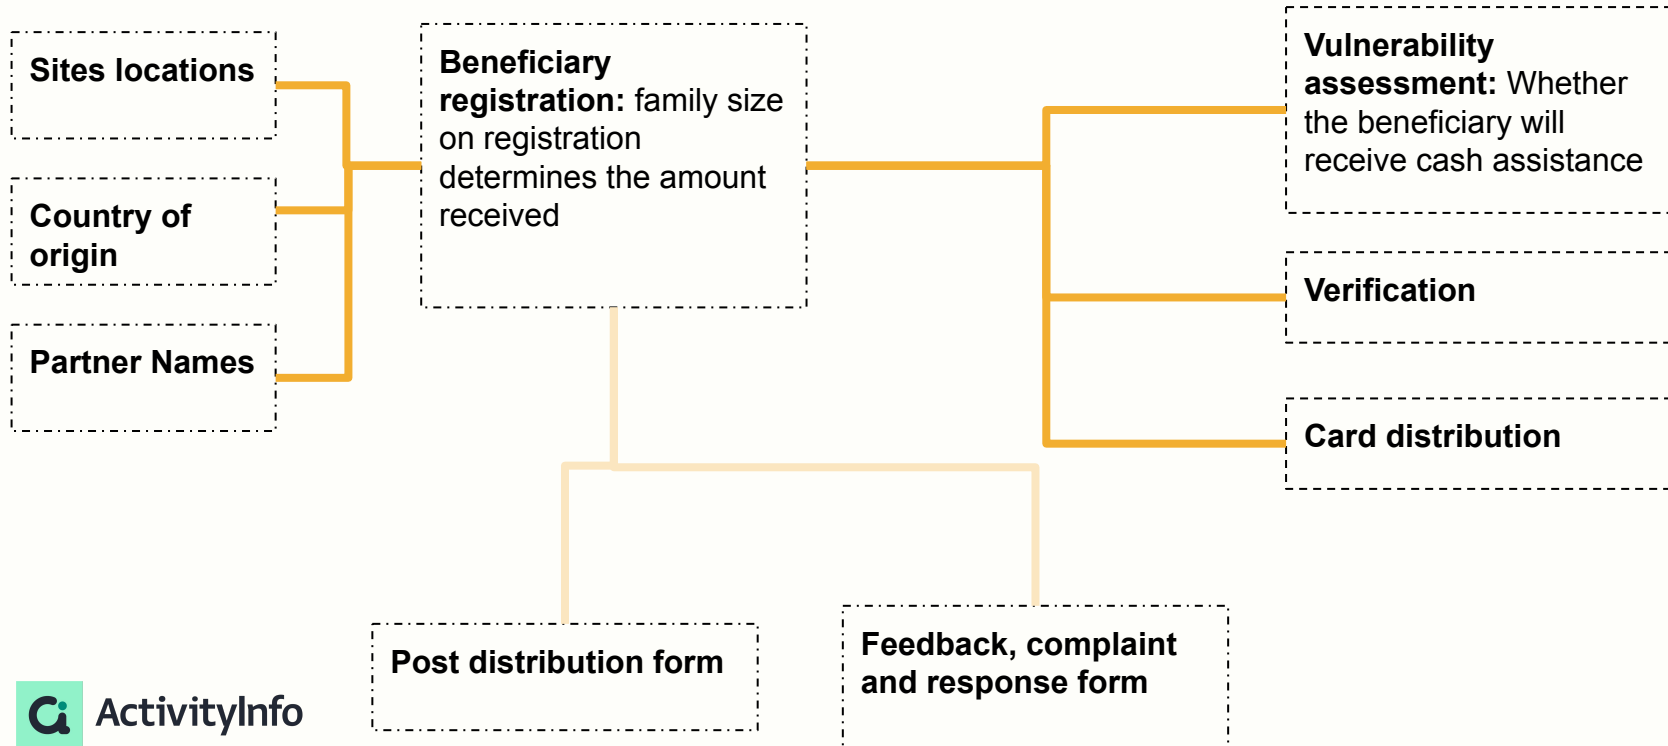 Sites locations
Country of
origin
Partner Names
Beneficiary
registration: family size
on registration
determines the amount
received
Vulnerability
assessment: Whether
the beneficiary will
receive cash assistance
Verification
Card distribution
Post distribution form
Feedback, complaint
and response form
ActivityInfo